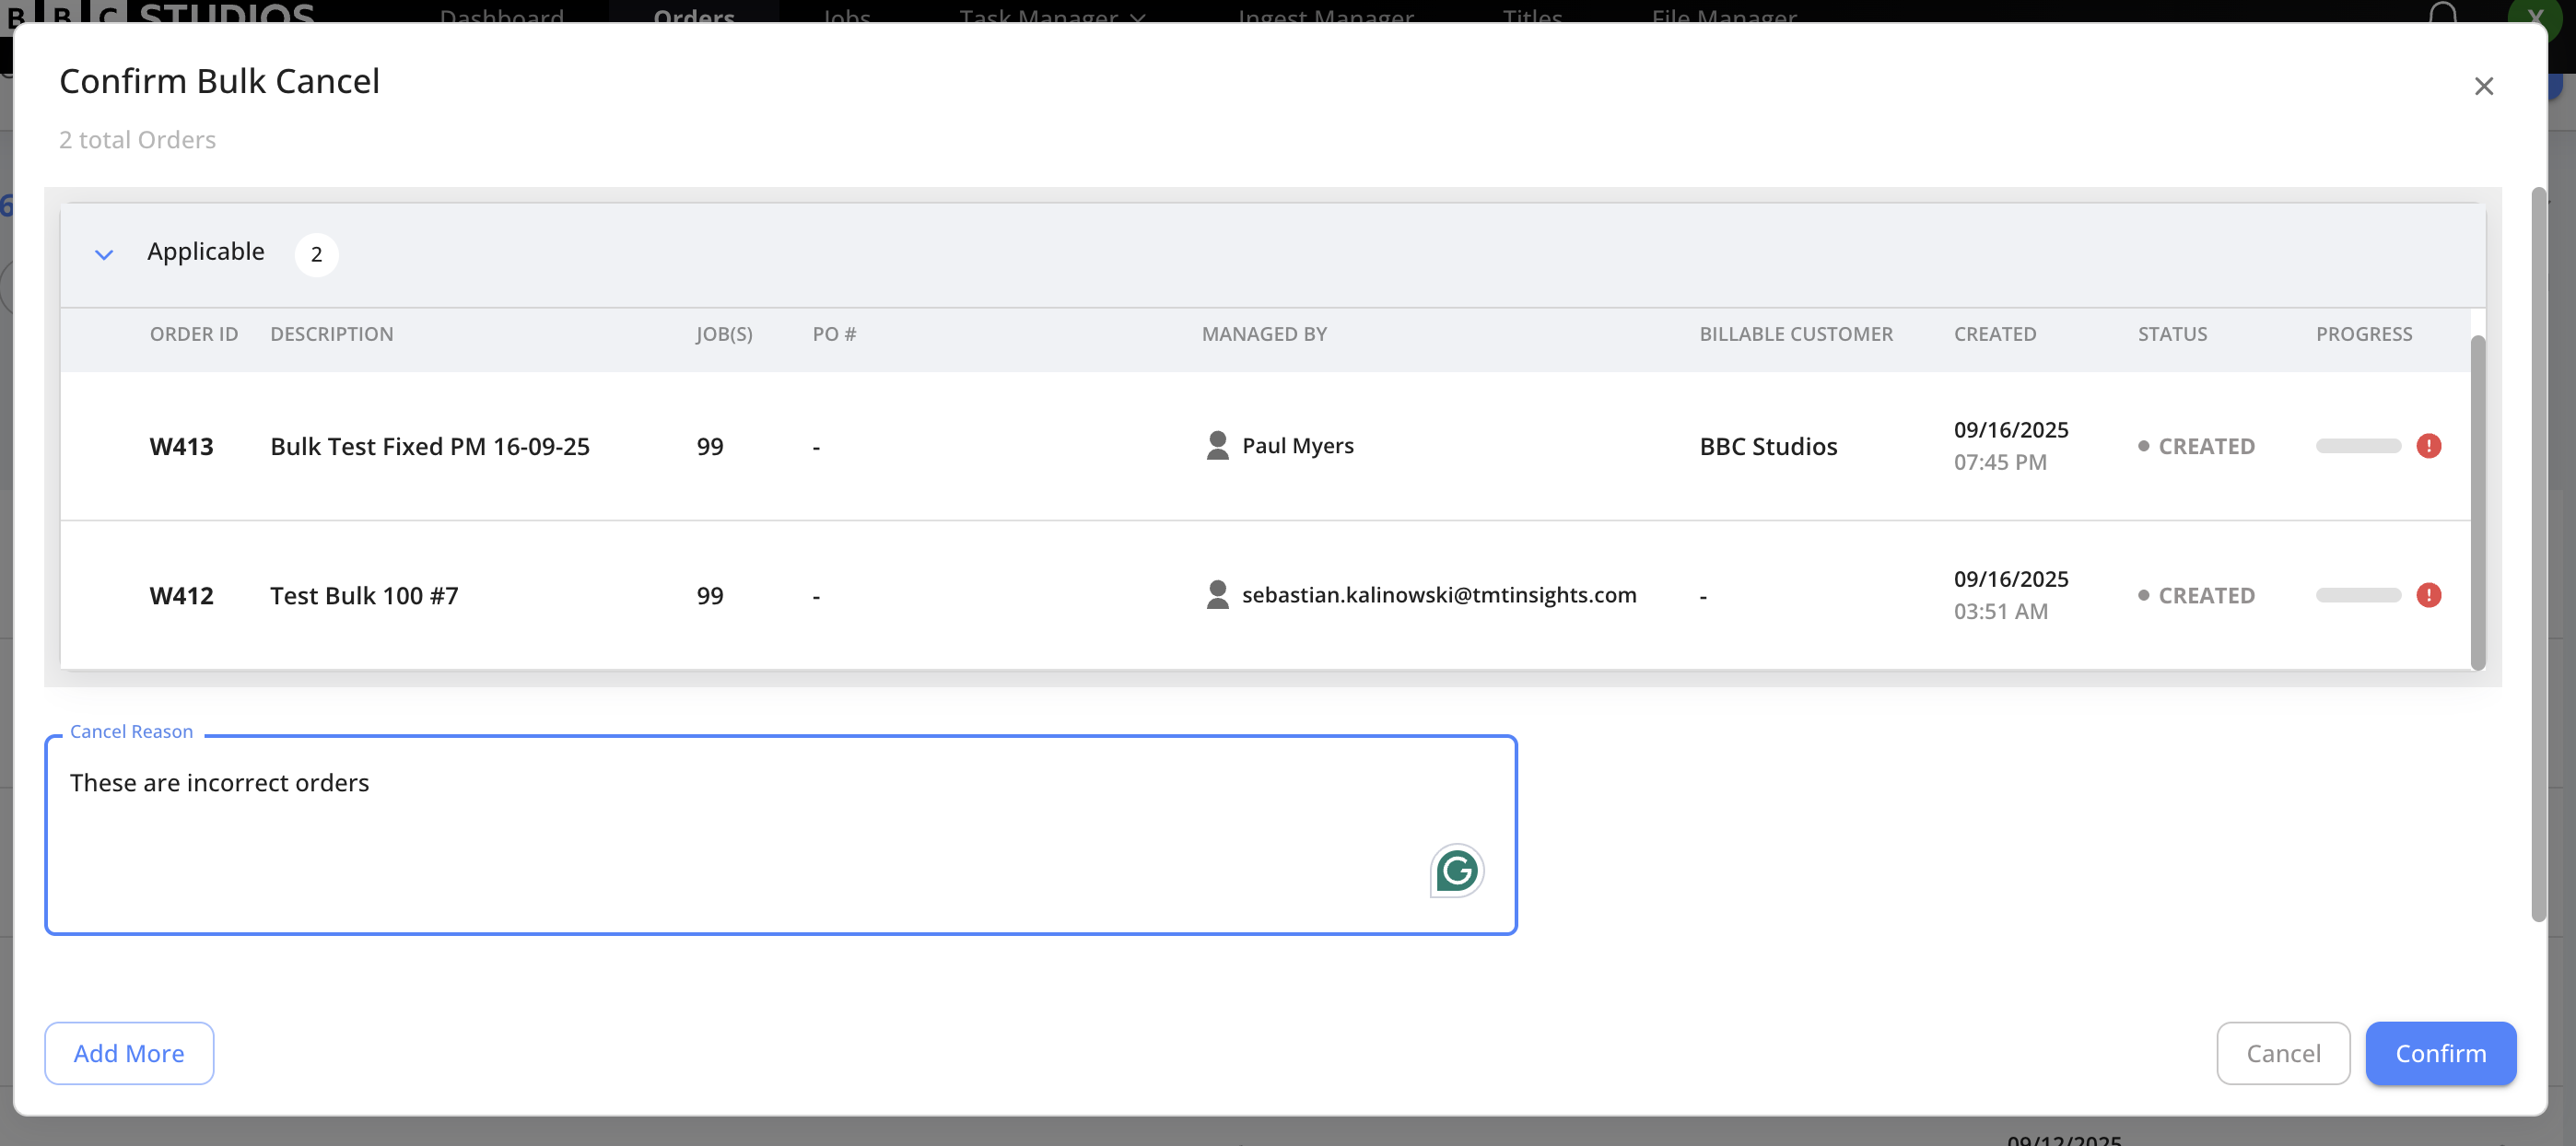 BBC STUDIOS Dashboard Orders Jobs Task Manager Ingest Manager Titles File Manager X
Confirm Bulk Cancel
2 total Orders
6
Applicable 2
ORDER ID DESCRIPTION JOB(S) PO # MANAGED BY BILLABLE CUSTOMER CREATED STATUS PROGRESS
W413 Bulk Test Fixed PM 16-09-25 99 - Paul Myers BBC Studios 09/16/2025 07:45 PM CREATED
W412 Test Bulk 100 #7 99 - sebastian.kalinowski@tmtinsights.com - 09/16/2025 03:51 AM CREATED
Cancel Reason
These are incorrect orders
Add More Cancel Confirm
09/12/2025